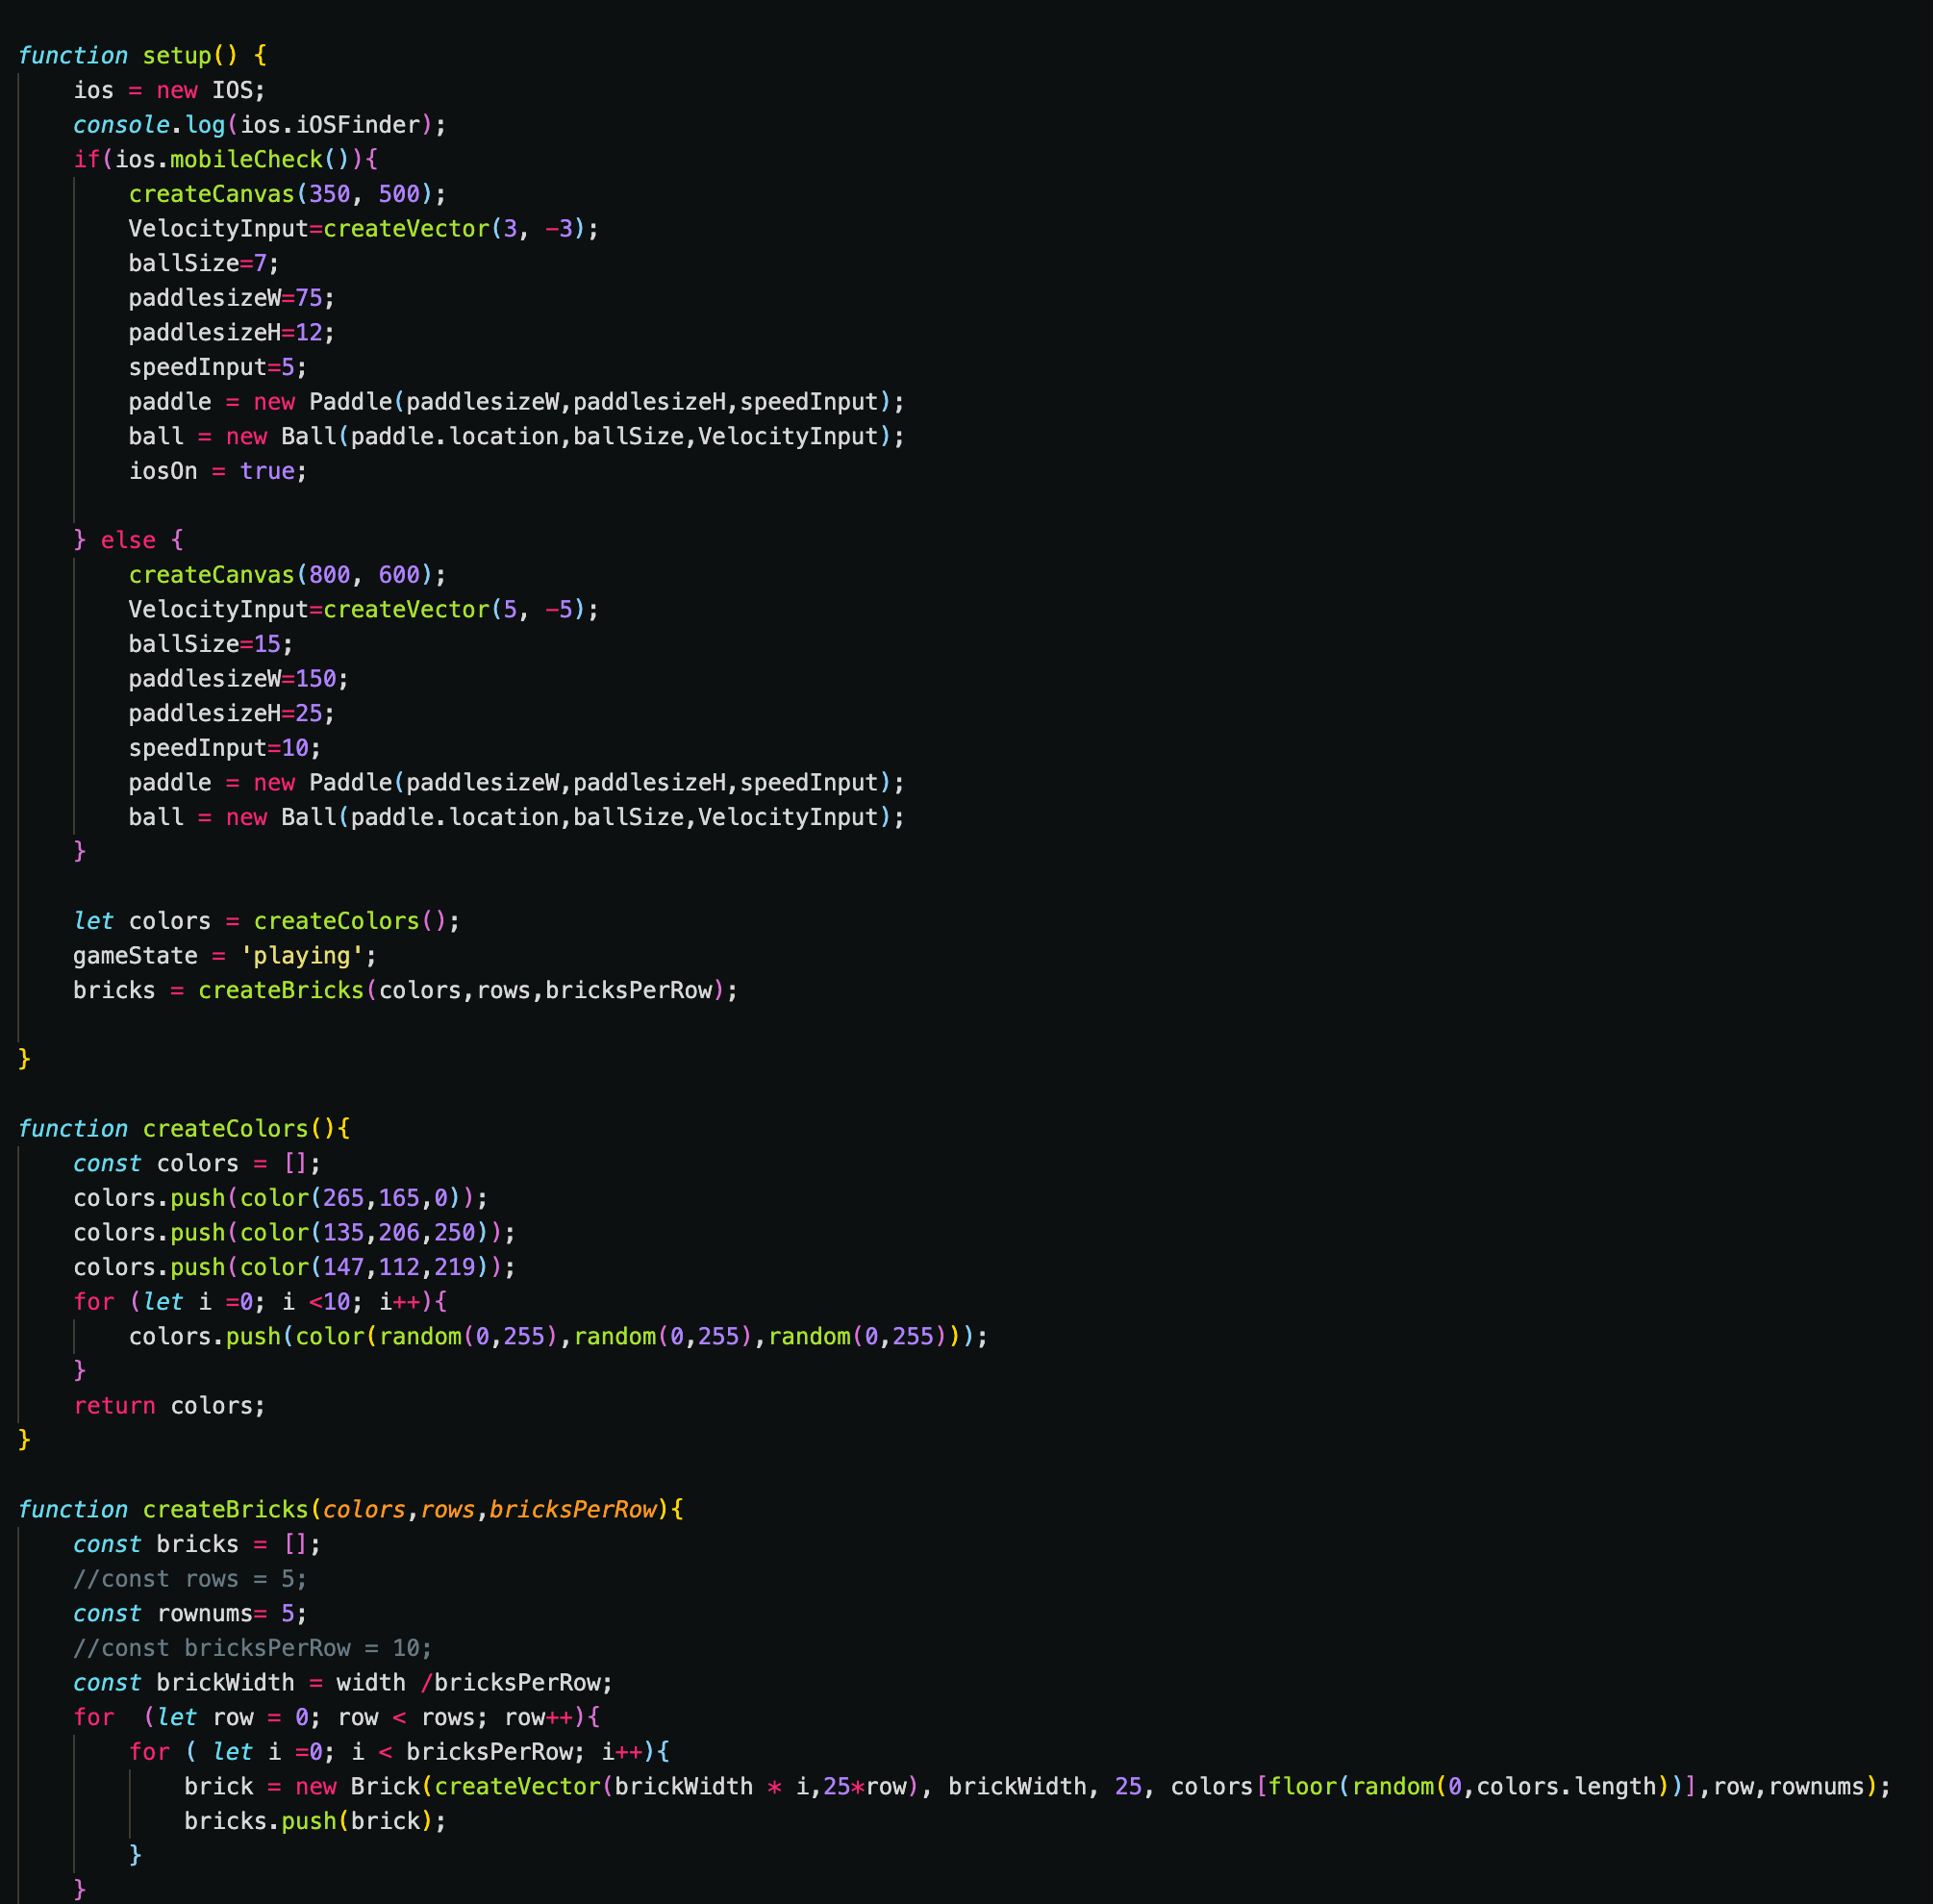 function setup() {
    ios = new IOS;
    console.log(ios.iOSFinder);
    if(ios.mobileCheck()){
        createCanvas(350, 500);
        VelocityInput=createVector(3, -3);
        ballSize=7;
        paddlesizeW=75;
        paddlesizeH=12;
        speedInput=5;
        paddle = new Paddle(paddlesizeW,paddlesizeH,speedInput);
        ball = new Ball(paddle.location,ballSize,VelocityInput);
        iosOn = true;
    } else {
        createCanvas(800, 600);
        VelocityInput=createVector(5, -5);
        ballSize=15;
        paddlesizeW=150;
        paddlesizeH=25;
        speedInput=10;
        paddle = new Paddle(paddlesizeW,paddlesizeH,speedInput);
        ball = new Ball(paddle.location,ballSize,VelocityInput);
    }
    let colors = createColors();
    gameState = 'playing';
    bricks = createBricks(colors,rows,bricksPerRow);
}
function createColors(){
    const colors = [];
    colors.push(color(265,165,0));
    colors.push(color(135,206,250));
    colors.push(color(147,112,219));
    for (let i =0; i <10; i++){
        colors.push(color(random(0,255),random(0,255),random(0,255)));
    }
    return colors;
}
function createBricks(colors,rows,bricksPerRow){
    const bricks = [];
    //const rows = 5;
    const rownums= 5;
    //const bricksPerRow = 10;
    const brickWidth = width /bricksPerRow;
    for  (let row = 0; row < rows; row++){
        for ( let i =0; i < bricksPerRow; i++){
            brick = new Brick(createVector(brickWidth * i,25*row), brickWidth, 25, colors[floor(random(0,colors.length))],row,rownums);
            bricks.push(brick);
        }
    }